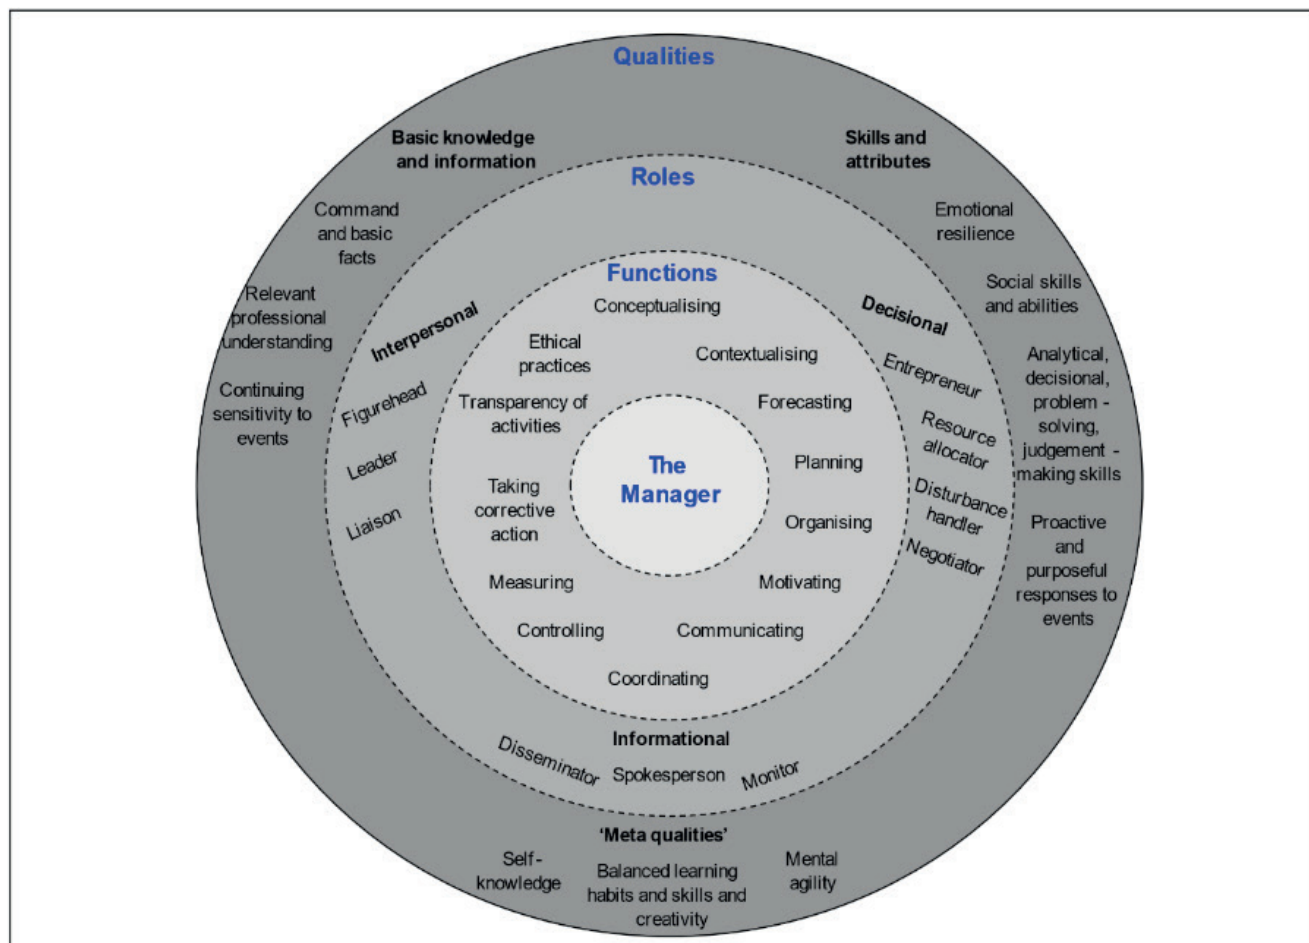 Qualities
Basic knowledge
and information
Command
and basic
facts
Relevant
professional
understanding
Continuing
sensitivity to
events
Skills and
attributes
Emotional
resilience
Social skills
and abilities
Analytical,
decisional,
problem -
solving,
judgement -
making skills
Proactive
and
purposeful
responses to
events
'Meta qualities'
Self -
knowledge
Balanced learning
habits and skills and
creativity
Mental
agility
Roles
Interpersonal
Figurehead
Leader
Liaison
Decisional
Entrepreneur
Resource
allocator
Disturbance
handler
Negotiator
Informational
Disseminator
Spokesperson
Monitor
Functions
Conceptualising
Contextualising
Forecasting
Planning
Organising
Motivating
Communicating
Coordinating
Controlling
Measuring
Taking
corrective
action
Transparency of
activities
Ethical
practices
The
Manager